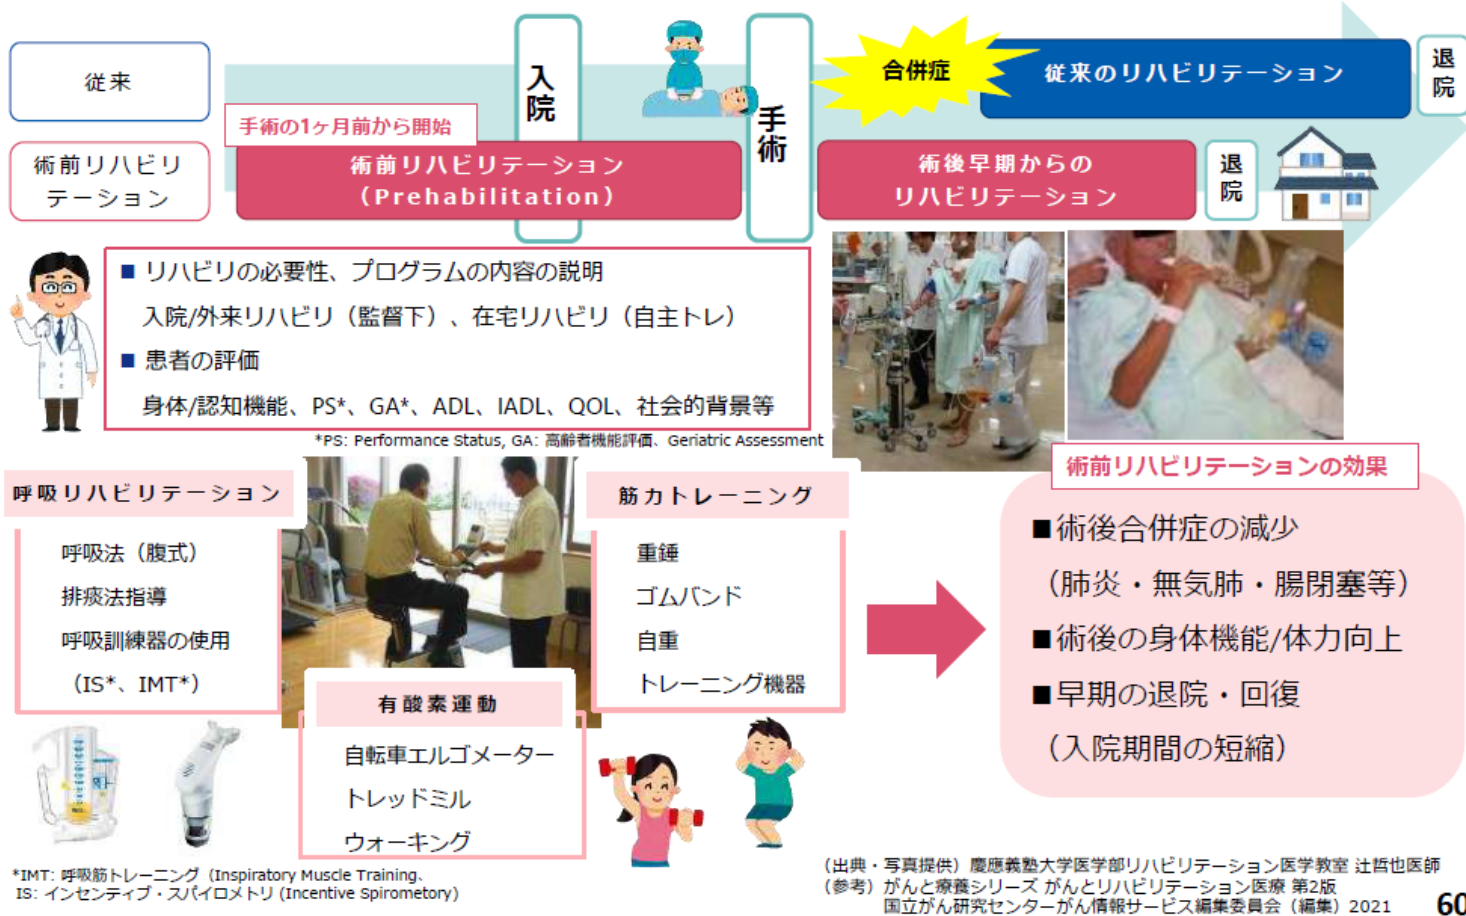 従来
入院
手術
合併症
従来のリハビリテーション
退院
手術の1ヶ月前から開始
術前リハビリ
テーション
術前リハビリテーション
（Prehabilitation）
術後早期からの
リハビリテーション
退院
■ リハビリの必要性、プログラムの内容の説明
入院/外来リハビリ（監督下）、在宅リハビリ（自主トレ）
■ 患者の評価
身体/認知機能、PS*、GA*、ADL、IADL、QOL、社会的背景等
*PS: Performance Status, GA: 高齢者機能評価、Geriatric Assessment
呼吸リハビリテーション
呼吸法（腹式）
排痰法指導
呼吸訓練器の使用
（IS*、IMT*）
有酸素運動
自転車エルゴメーター
トレッドミル
ウォーキング
筋力トレーニング
重錘
ゴムバンド
自重
トレーニング機器
術前リハビリテーションの効果
■術後合併症の減少
（肺炎・無気肺・腸閉塞等）
■術後の身体機能/体力向上
■早期の退院・回復
（入院期間の短縮）
*IMT: 呼吸筋トレーニング（Inspiratory Muscle Training、
IS: インセンティブ・スパイロメトリ (Incentive Spirometory)
（出典・写真提供）慶應義塾大学医学部リハビリテーション医学教室 辻哲也医師
（参考）がんと療養シリーズ がんとリハビリテーション医療 第2版
国立がん研究センターがん情報サービス編集委員会（編集）2021
60